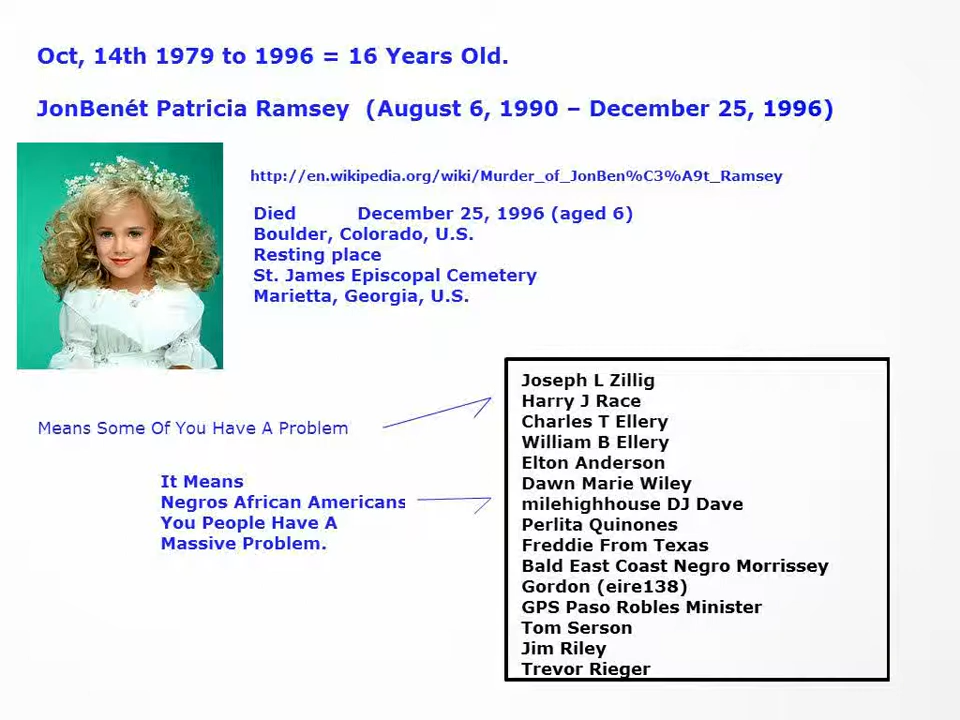 Oct, 14th 1979 to 1996 = 16 Years Old.
JonBenét Patricia Ramsey (August 6, 1990 – December 25, 1996)
http://en.wikipedia.org/wiki/Murder_of_JonBen%C3%A9t_Ramsey
Died December 25, 1996 (aged 6)
Boulder, Colorado, U.S.
Resting place
St. James Episcopal Cemetery
Marietta, Georgia, U.S.
Means Some Of You Have A Problem
It Means
Negros African Americans
You People Have A
Massive Problem.
Joseph L Zillig
Harry J Race
Charles T Ellery
William B Ellery
Elton Anderson
Dawn Marie Wiley
milehighhouse DJ Dave
Perlita Quinones
Freddie From Texas
Bald East Coast Negro Morrissey
Gordon (eire138)
GPS Paso Robles Minister
Tom Serson
Jim Riley
Trevor Rieger